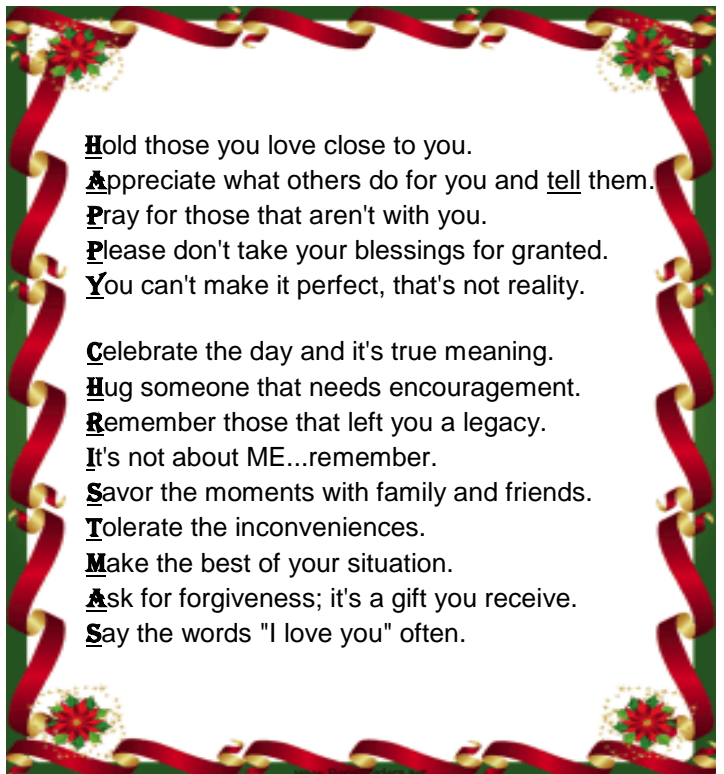 Hold those you love close to you.
Appreciate what others do for you and tell them.
Pray for those that aren't with you.
Please don't take your blessings for granted.
You can't make it perfect, that's not reality.
Celebrate the day and it's true meaning.
Hug someone that needs encouragement.
Remember those that left you a legacy.
It's not about ME...remember.
Savor the moments with family and friends.
Tolerate the inconveniences.
Make the best of your situation.
Ask for forgiveness; it's a gift you receive.
Say the words "I love you" often.